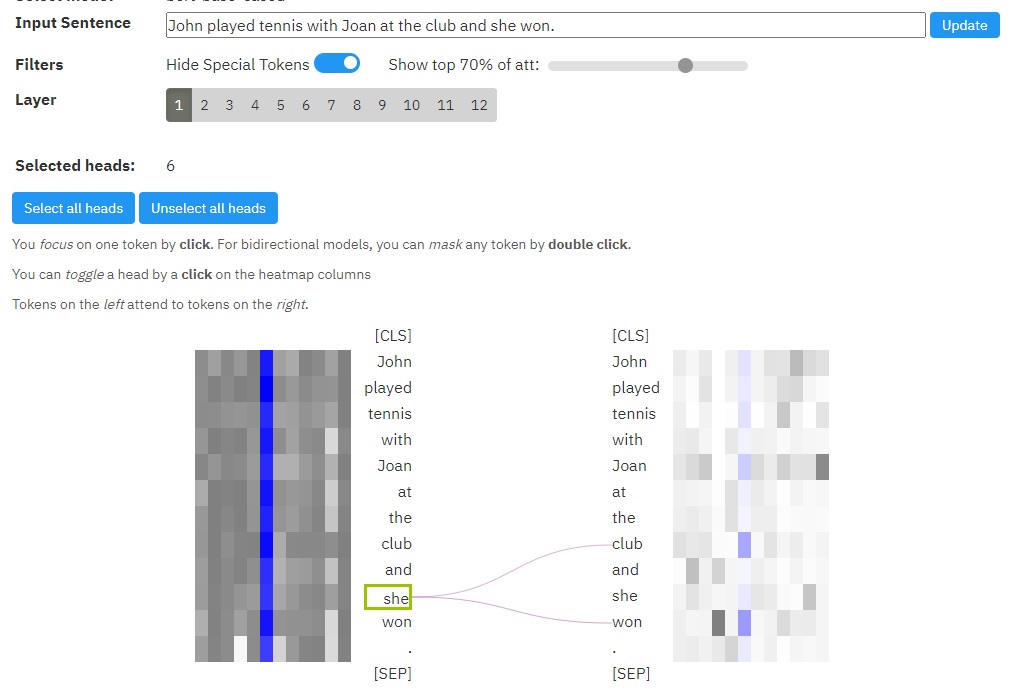 Input Sentence John played tennis with Joan at the club and she won. Update
Filters Hide Special Tokens Show top 70% of att:
Layer 1 2 3 4 5 6 7 8 9 10 11 12
Selected heads: 6
Select all heads Unselect all heads
You focus on one token by click. For bidirectional models, you can mask any token by double click.
You can toggle a head by a click on the heatmap columns
Tokens on the left attend to tokens on the right.
[CLS] [CLS]
John John
played played
tennis tennis
with with
Joan Joan
at at
the the
club club
and and
she she
won won
. .
[SEP] [SEP]